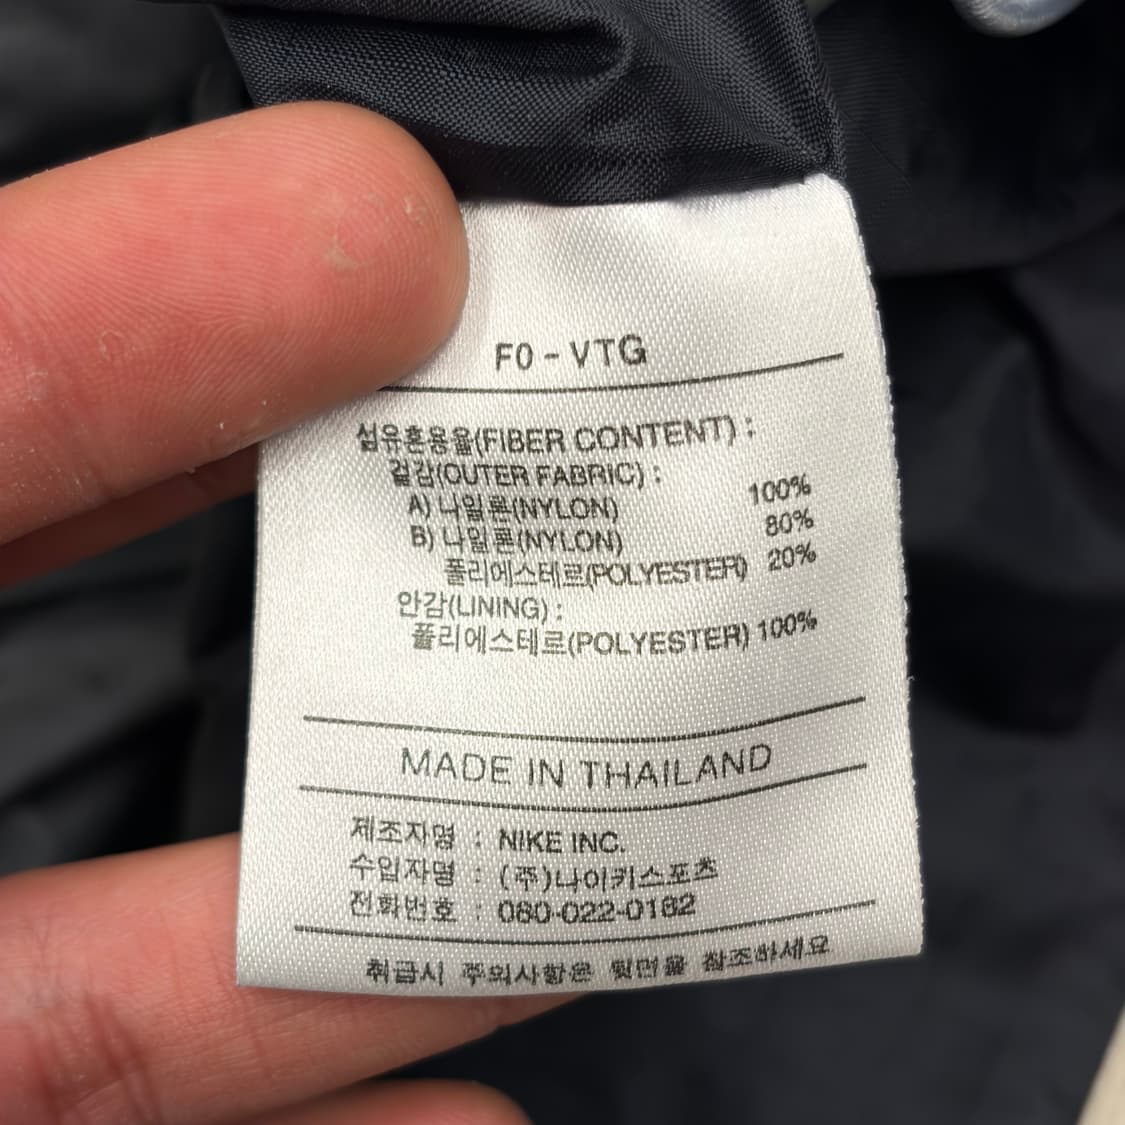 F0 - VTG
섬유혼용율(FIBER CONTENT) :
겉감(OUTER FABRIC) :
A) 나일론(NYLON) 100%
B) 나일론(NYLON) 80%
폴리에스테르(POLYESTER) 20%
안감(LINING) :
폴리에스테르(POLYESTER) 100%
MADE IN THAILAND
제조자명 : NIKE INC.
수입자명 : (주)나이키스포츠
전화번호 : 080-022-0182
취급시 주의사항은 뒷면을 참조하세요